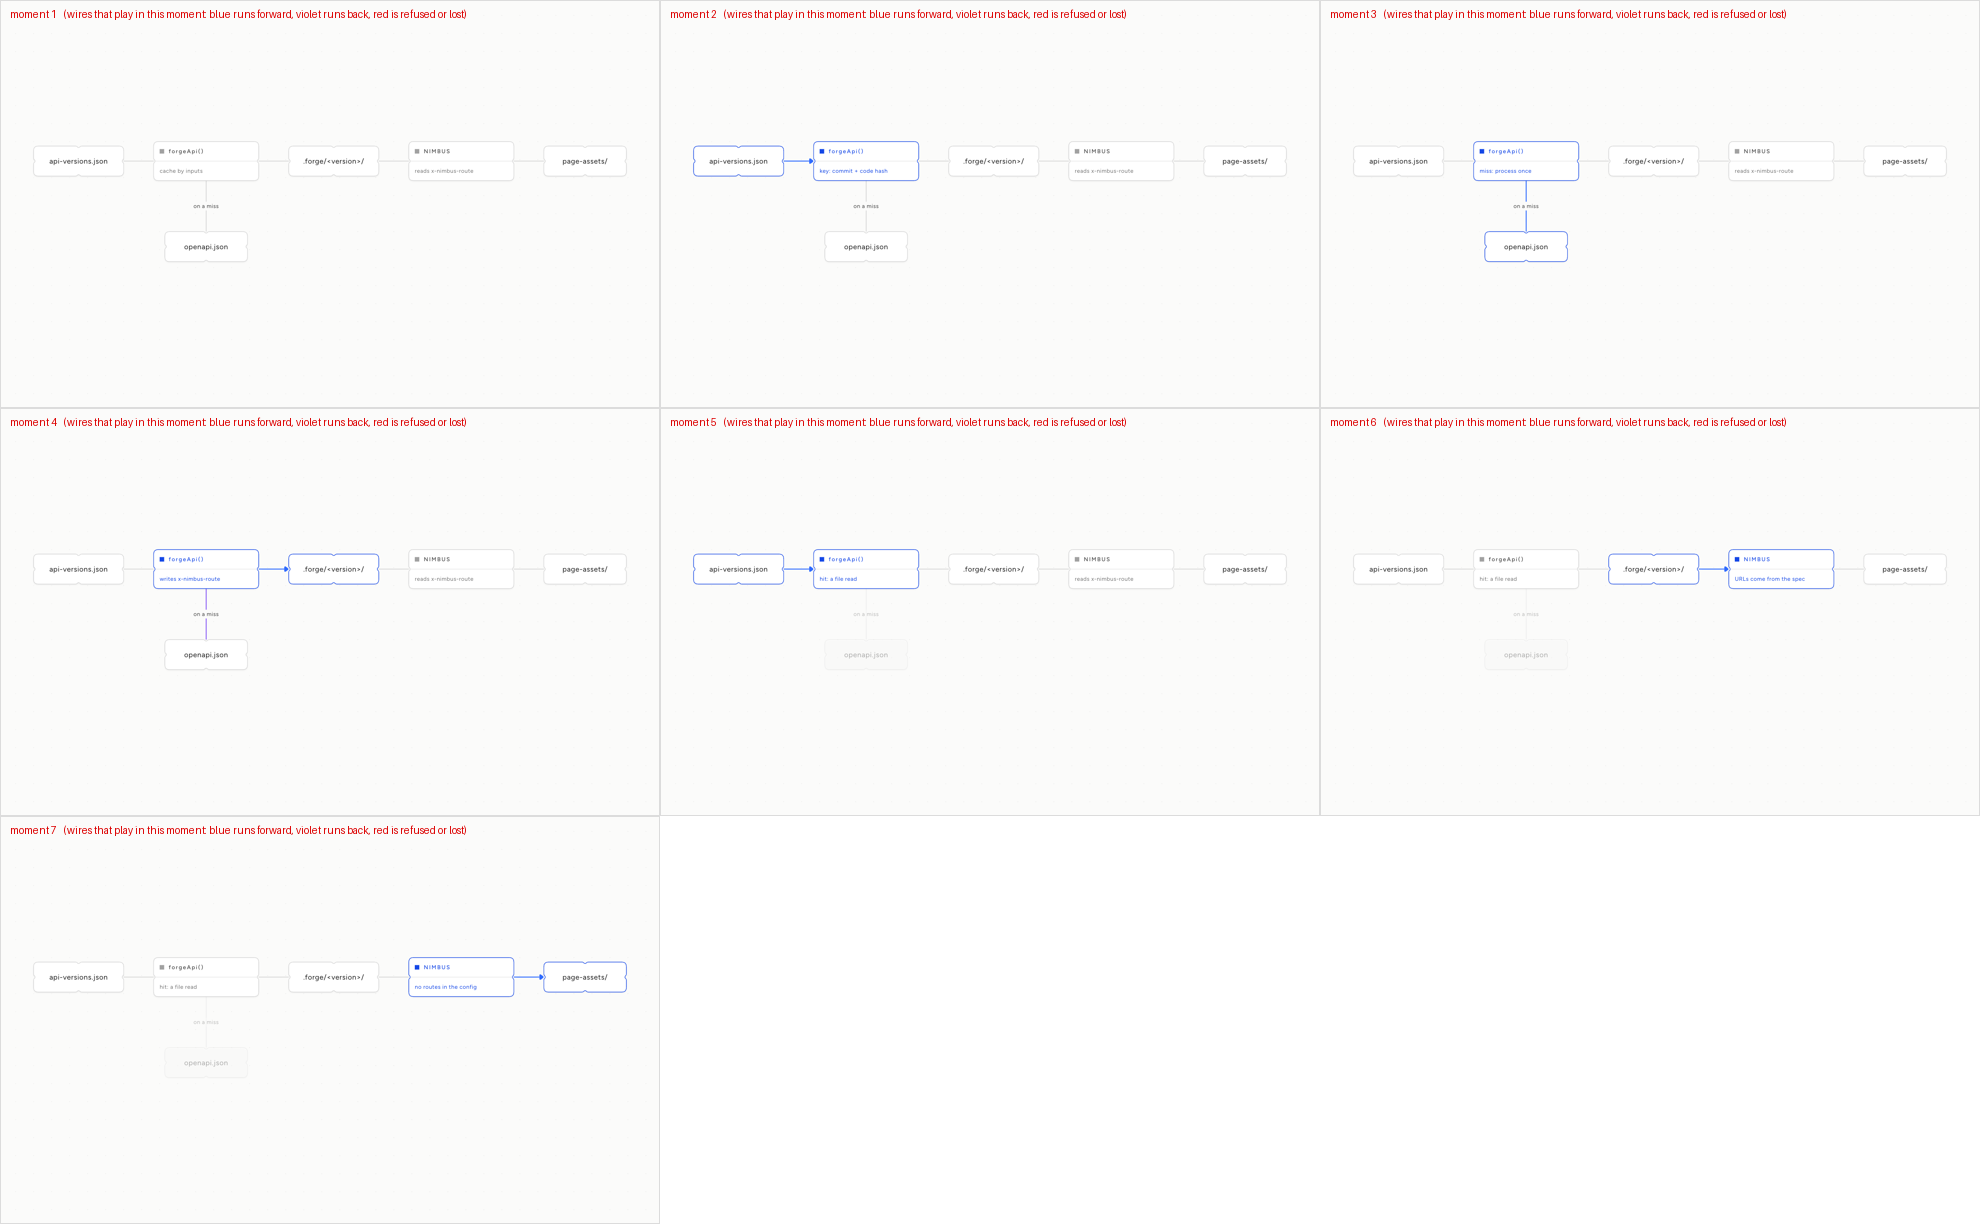 moment 1 (wires that play in this moment: blue runs forward, violet runs back, red is refused or lost)
api-versions.json
forgeApi()
cache by inputs
.forge/<version>/
NIMBUS
reads x-nimbus-route
page-assets/
on a miss
openapi.json
moment 2 (wires that play in this moment: blue runs forward, violet runs back, red is refused or lost)
api-versions.json
forgeApi()
key: commit + code hash
.forge/<version>/
NIMBUS
reads x-nimbus-route
page-assets/
on a miss
openapi.json
moment 3 (wires that play in this moment: blue runs forward, violet runs back, red is refused or lost)
api-versions.json
forgeApi()
miss: process once
.forge/<version>/
NIMBUS
reads x-nimbus-route
page-assets/
on a miss
openapi.json
moment 4 (wires that play in this moment: blue runs forward, violet runs back, red is refused or lost)
api-versions.json
forgeApi()
writes x-nimbus-route
.forge/<version>/
NIMBUS
reads x-nimbus-route
page-assets/
on a miss
openapi.json
moment 5 (wires that play in this moment: blue runs forward, violet runs back, red is refused or lost)
api-versions.json
forgeApi()
hit: a file read
.forge/<version>/
NIMBUS
reads x-nimbus-route
page-assets/
on a miss
openapi.json
moment 6 (wires that play in this moment: blue runs forward, violet runs back, red is refused or lost)
api-versions.json
forgeApi()
hit: a file read
.forge/<version>/
NIMBUS
URLs come from the spec
page-assets/
on a miss
openapi.json
moment 7 (wires that play in this moment: blue runs forward, violet runs back, red is refused or lost)
api-versions.json
forgeApi()
hit: a file read
.forge/<version>/
NIMBUS
no routes in the config
page-assets/
on a miss
openapi.json